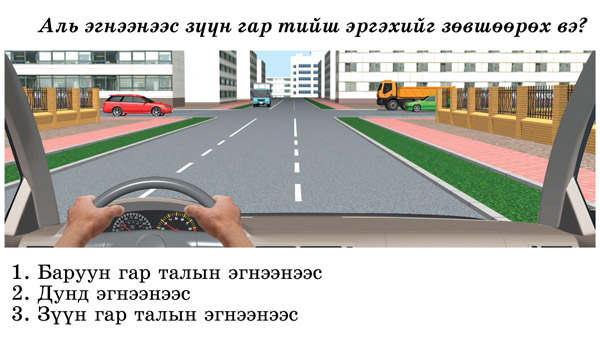 Аль эгнээнээс зүүн гар тийш эргэхийг зөвшөөрөх вэ?
1. Баруун гар талын эгнээнээс
2. Дунд эгнээнээс
3. Зүүн гар талын эгнээнээс